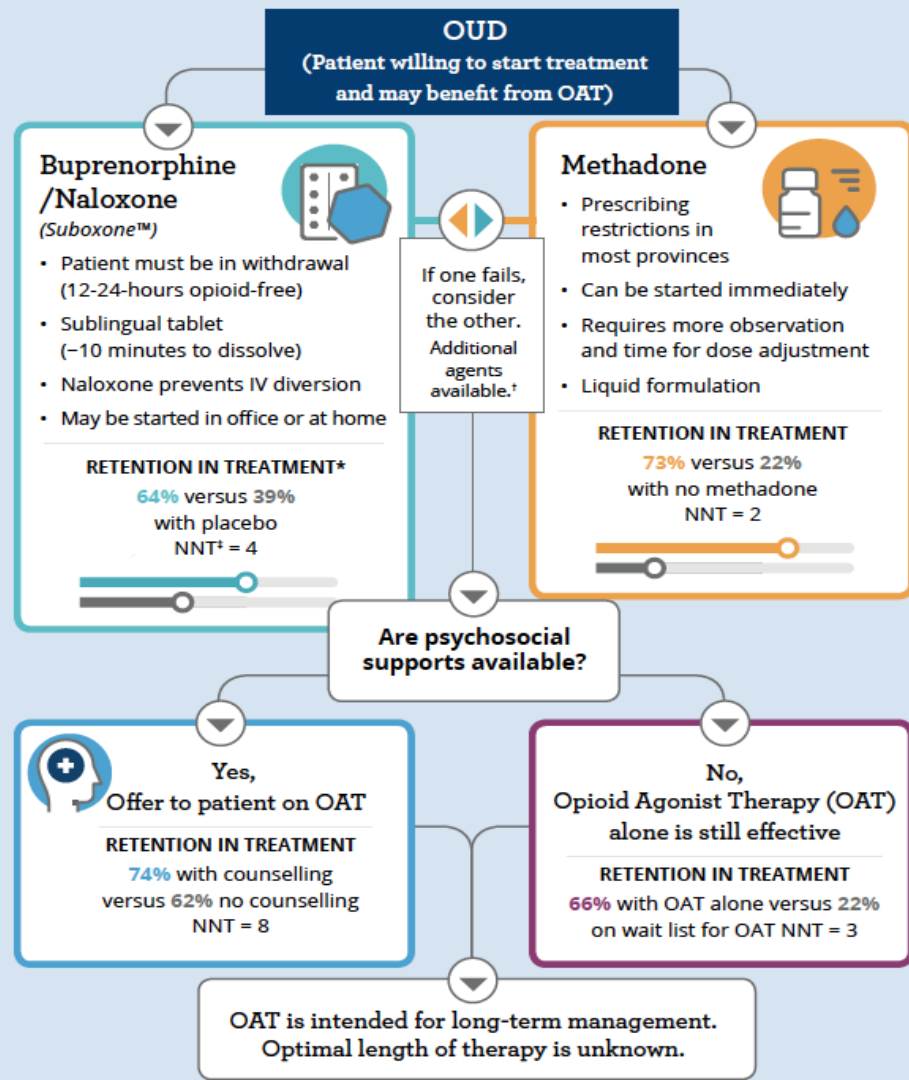 OUD
(Patient willing to start treatment
and may benefit from OAT)
Buprenorphine
/Naloxone
(Suboxone™)
• Patient must be in withdrawal
(12-24-hours opioid-free)
• Sublingual tablet
(~10 minutes to dissolve)
• Naloxone prevents IV diversion
• May be started in office or at home
RETENTION IN TREATMENT*
64% versus 39%
with placebo
NNT‡ = 4
If one fails,
consider
the other.
Additional
agents
available.†
Methadone
• Prescribing
restrictions in
most provinces
• Can be started immediately
• Requires more observation
and time for dose adjustment
• Liquid formulation
RETENTION IN TREATMENT
73% versus 22%
with no methadone
NNT = 2
Are psychosocial
supports available?
Yes,
Offer to patient on OAT
RETENTION IN TREATMENT
74% with counselling
versus 62% no counselling
NNT = 8
No,
Opioid Agonist Therapy (OAT)
alone is still effective
RETENTION IN TREATMENT
66% with OAT alone versus 22%
on wait list for OAT NNT = 3
OAT is intended for long-term management.
Optimal length of therapy is unknown.